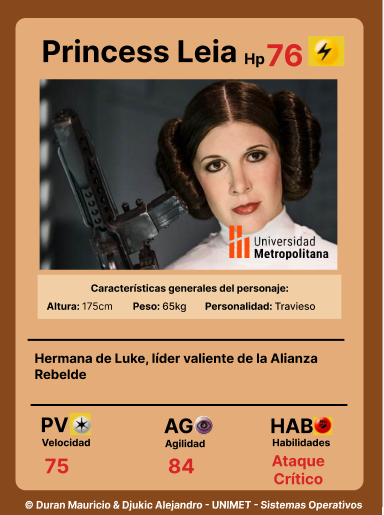 Princess Leia Hp 76
Universidad
Metropolitana
Características generales del personaje:
Altura: 175cm Peso: 65kg Personalidad: Travieso
Hermana de Luke, líder valiente de la Alianza
Rebelde
PV AG HAB
Velocidad Agilidad Habilidades
75 84 Ataque
Crítico
© Duran Mauricio & Djukic Alejandro - UNIMET - Sistemas Operativos